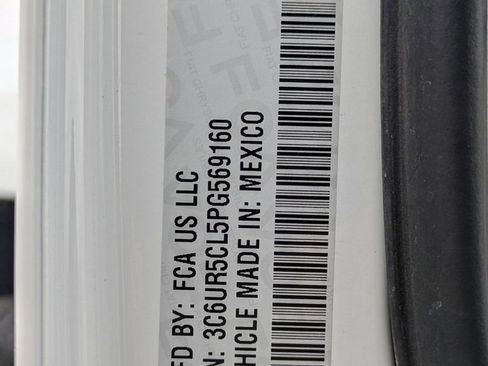 FD BY: FCA US LLC
N: 3C6UR5CL5PG569160
HICLE MADE IN: MEXICO